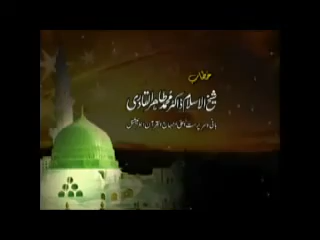 خطاب
شیخ الاسلام ڈاکٹر محمد طاہر القادری
بانی و سرپرست اعلیٰ منہاج القرآن انٹرنیشنل